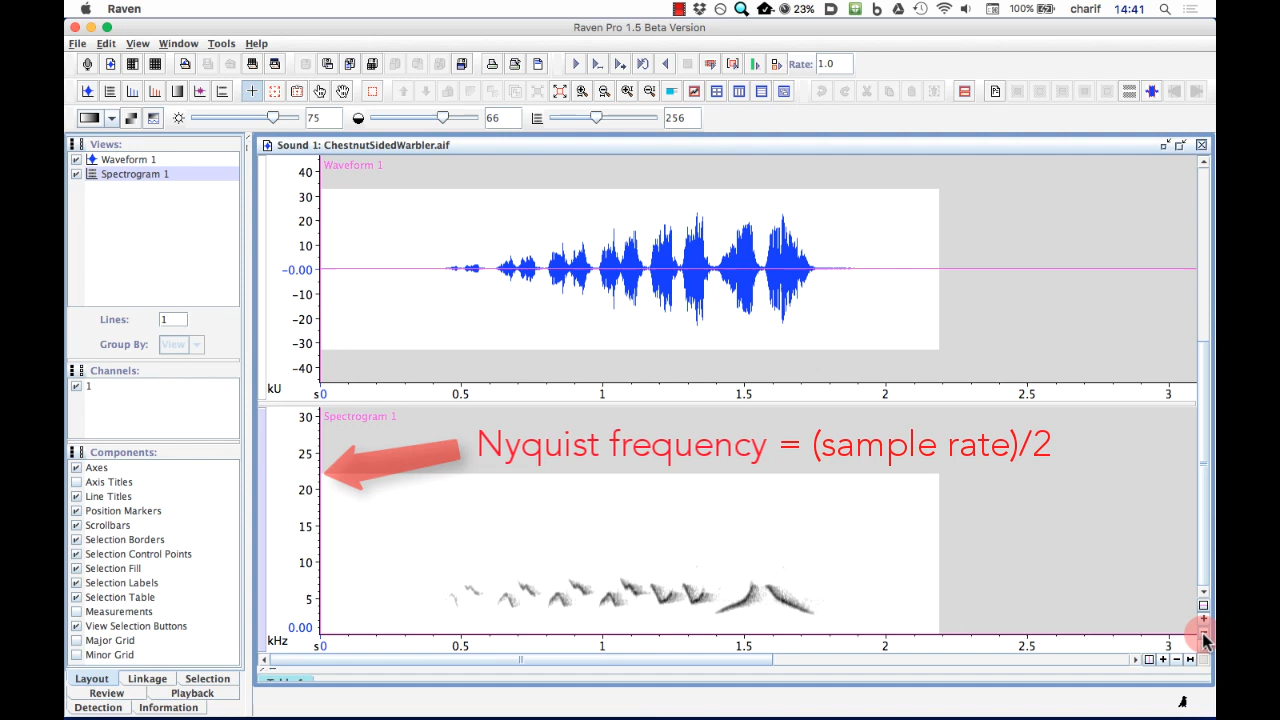 Raven 23% 100% charif 14:41
Raven Pro 1.5 Beta Version
File Edit View Window Tools Help
Rate: 1.0
75 66 256
Views:
Waveform 1
Spectrogram 1
Lines: 1
Group By: View
Channels:
1
Components:
Axes
Axis Titles
Line Titles
Position Markers
Scrollbars
Selection Borders
Selection Control Points
Selection Fill
Selection Labels
Selection Table
Measurements
View Selection Buttons
Major Grid
Minor Grid
Layout Linkage Selection
Review Playback
Detection Information
Sound 1: ChestnutSidedWarbler.aif
Waveform 1
40
30
20
10
-0.00
-10
-20
-30
-40
kU
s0 0.5 1 1.5 2 2.5 3
Spectrogram 1
30
25
20
15
10
5
0.00
kHz
s0 0.5 1 1.5 2 2.5 3
Nyquist frequency = (sample rate)/2